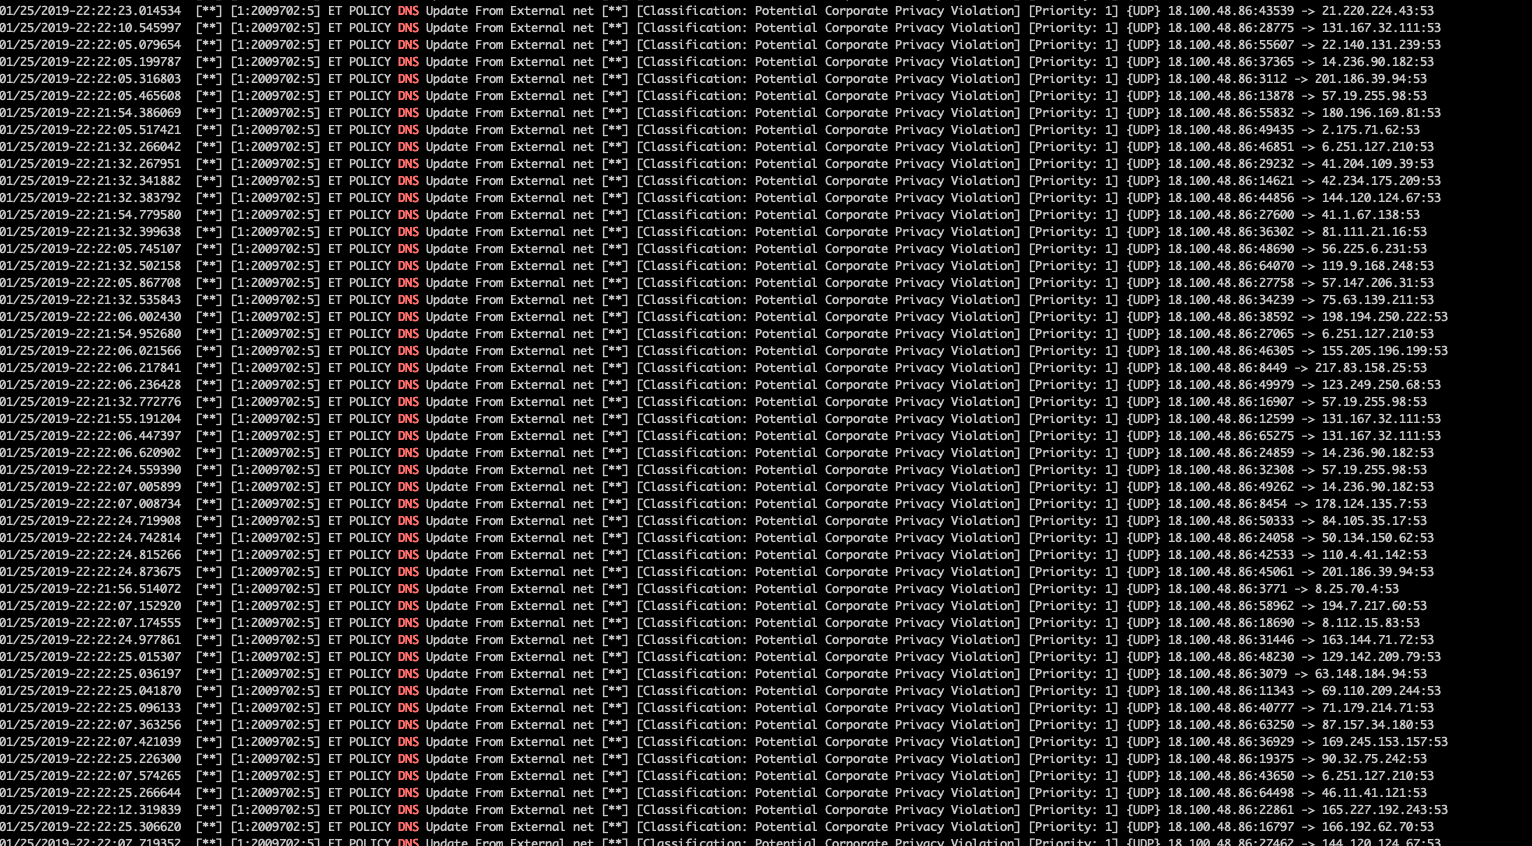 01/25/2019-22:22:23.014534  [**] [1:2009702:5] ET POLICY DNS Update From External net [**] [Classification: Potential Corporate Privacy Violation] [Priority: 1] {UDP} 18.100.48.86:43539 -> 21.220.224.43:53
01/25/2019-22:22:10.545997  [**] [1:2009702:5] ET POLICY DNS Update From External net [**] [Classification: Potential Corporate Privacy Violation] [Priority: 1] {UDP} 18.100.48.86:28775 -> 131.167.32.111:53
01/25/2019-22:22:05.079654  [**] [1:2009702:5] ET POLICY DNS Update From External net [**] [Classification: Potential Corporate Privacy Violation] [Priority: 1] {UDP} 18.100.48.86:55607 -> 22.140.131.239:53
01/25/2019-22:22:05.199787  [**] [1:2009702:5] ET POLICY DNS Update From External net [**] [Classification: Potential Corporate Privacy Violation] [Priority: 1] {UDP} 18.100.48.86:37365 -> 14.236.90.182:53
01/25/2019-22:22:05.316803  [**] [1:2009702:5] ET POLICY DNS Update From External net [**] [Classification: Potential Corporate Privacy Violation] [Priority: 1] {UDP} 18.100.48.86:3112 -> 201.186.39.94:53
01/25/2019-22:22:05.465608  [**] [1:2009702:5] ET POLICY DNS Update From External net [**] [Classification: Potential Corporate Privacy Violation] [Priority: 1] {UDP} 18.100.48.86:13878 -> 57.19.255.98:53
01/25/2019-22:21:54.386069  [**] [1:2009702:5] ET POLICY DNS Update From External net [**] [Classification: Potential Corporate Privacy Violation] [Priority: 1] {UDP} 18.100.48.86:55832 -> 180.196.169.81:53
01/25/2019-22:22:05.517421  [**] [1:2009702:5] ET POLICY DNS Update From External net [**] [Classification: Potential Corporate Privacy Violation] [Priority: 1] {UDP} 18.100.48.86:49435 -> 2.175.71.62:53
01/25/2019-22:21:32.266042  [**] [1:2009702:5] ET POLICY DNS Update From External net [**] [Classification: Potential Corporate Privacy Violation] [Priority: 1] {UDP} 18.100.48.86:46851 -> 6.251.127.210:53
01/25/2019-22:21:32.267951  [**] [1:2009702:5] ET POLICY DNS Update From External net [**] [Classification: Potential Corporate Privacy Violation] [Priority: 1] {UDP} 18.100.48.86:29232 -> 41.204.109.39:53
01/25/2019-22:21:32.341882  [**] [1:2009702:5] ET POLICY DNS Update From External net [**] [Classification: Potential Corporate Privacy Violation] [Priority: 1] {UDP} 18.100.48.86:14621 -> 42.234.175.209:53
01/25/2019-22:21:32.383792  [**] [1:2009702:5] ET POLICY DNS Update From External net [**] [Classification: Potential Corporate Privacy Violation] [Priority: 1] {UDP} 18.100.48.86:44856 -> 144.120.124.67:53
01/25/2019-22:21:54.779580  [**] [1:2009702:5] ET POLICY DNS Update From External net [**] [Classification: Potential Corporate Privacy Violation] [Priority: 1] {UDP} 18.100.48.86:27600 -> 41.1.67.138:53
01/25/2019-22:21:32.399638  [**] [1:2009702:5] ET POLICY DNS Update From External net [**] [Classification: Potential Corporate Privacy Violation] [Priority: 1] {UDP} 18.100.48.86:36302 -> 81.111.21.16:53
01/25/2019-22:22:05.745107  [**] [1:2009702:5] ET POLICY DNS Update From External net [**] [Classification: Potential Corporate Privacy Violation] [Priority: 1] {UDP} 18.100.48.86:48690 -> 56.225.6.231:53
01/25/2019-22:21:32.502158  [**] [1:2009702:5] ET POLICY DNS Update From External net [**] [Classification: Potential Corporate Privacy Violation] [Priority: 1] {UDP} 18.100.48.86:64070 -> 119.9.168.248:53
01/25/2019-22:22:05.867708  [**] [1:2009702:5] ET POLICY DNS Update From External net [**] [Classification: Potential Corporate Privacy Violation] [Priority: 1] {UDP} 18.100.48.86:27758 -> 57.147.206.31:53
01/25/2019-22:21:32.535843  [**] [1:2009702:5] ET POLICY DNS Update From External net [**] [Classification: Potential Corporate Privacy Violation] [Priority: 1] {UDP} 18.100.48.86:34239 -> 75.63.139.211:53
01/25/2019-22:22:06.002430  [**] [1:2009702:5] ET POLICY DNS Update From External net [**] [Classification: Potential Corporate Privacy Violation] [Priority: 1] {UDP} 18.100.48.86:38592 -> 198.194.250.222:53
01/25/2019-22:21:54.952680  [**] [1:2009702:5] ET POLICY DNS Update From External net [**] [Classification: Potential Corporate Privacy Violation] [Priority: 1] {UDP} 18.100.48.86:27065 -> 6.251.127.210:53
01/25/2019-22:22:06.021566  [**] [1:2009702:5] ET POLICY DNS Update From External net [**] [Classification: Potential Corporate Privacy Violation] [Priority: 1] {UDP} 18.100.48.86:46305 -> 155.205.196.199:53
01/25/2019-22:22:06.217841  [**] [1:2009702:5] ET POLICY DNS Update From External net [**] [Classification: Potential Corporate Privacy Violation] [Priority: 1] {UDP} 18.100.48.86:8449 -> 217.83.158.25:53
01/25/2019-22:22:06.236428  [**] [1:2009702:5] ET POLICY DNS Update From External net [**] [Classification: Potential Corporate Privacy Violation] [Priority: 1] {UDP} 18.100.48.86:49979 -> 123.249.250.68:53
01/25/2019-22:21:32.772776  [**] [1:2009702:5] ET POLICY DNS Update From External net [**] [Classification: Potential Corporate Privacy Violation] [Priority: 1] {UDP} 18.100.48.86:16907 -> 57.19.255.98:53
01/25/2019-22:21:55.191204  [**] [1:2009702:5] ET POLICY DNS Update From External net [**] [Classification: Potential Corporate Privacy Violation] [Priority: 1] {UDP} 18.100.48.86:12599 -> 131.167.32.111:53
01/25/2019-22:22:06.447397  [**] [1:2009702:5] ET POLICY DNS Update From External net [**] [Classification: Potential Corporate Privacy Violation] [Priority: 1] {UDP} 18.100.48.86:65275 -> 131.167.32.111:53
01/25/2019-22:22:06.620902  [**] [1:2009702:5] ET POLICY DNS Update From External net [**] [Classification: Potential Corporate Privacy Violation] [Priority: 1] {UDP} 18.100.48.86:24859 -> 14.236.90.182:53
01/25/2019-22:22:24.559390  [**] [1:2009702:5] ET POLICY DNS Update From External net [**] [Classification: Potential Corporate Privacy Violation] [Priority: 1] {UDP} 18.100.48.86:32308 -> 57.19.255.98:53
01/25/2019-22:22:07.005899  [**] [1:2009702:5] ET POLICY DNS Update From External net [**] [Classification: Potential Corporate Privacy Violation] [Priority: 1] {UDP} 18.100.48.86:49262 -> 14.236.90.182:53
01/25/2019-22:22:07.008734  [**] [1:2009702:5] ET POLICY DNS Update From External net [**] [Classification: Potential Corporate Privacy Violation] [Priority: 1] {UDP} 18.100.48.86:8454 -> 178.124.135.7:53
01/25/2019-22:22:24.719908  [**] [1:2009702:5] ET POLICY DNS Update From External net [**] [Classification: Potential Corporate Privacy Violation] [Priority: 1] {UDP} 18.100.48.86:50333 -> 84.105.35.17:53
01/25/2019-22:22:24.742814  [**] [1:2009702:5] ET POLICY DNS Update From External net [**] [Classification: Potential Corporate Privacy Violation] [Priority: 1] {UDP} 18.100.48.86:24058 -> 50.134.150.62:53
01/25/2019-22:22:24.815266  [**] [1:2009702:5] ET POLICY DNS Update From External net [**] [Classification: Potential Corporate Privacy Violation] [Priority: 1] {UDP} 18.100.48.86:42533 -> 110.4.41.142:53
01/25/2019-22:22:24.873675  [**] [1:2009702:5] ET POLICY DNS Update From External net [**] [Classification: Potential Corporate Privacy Violation] [Priority: 1] {UDP} 18.100.48.86:45061 -> 201.186.39.94:53
01/25/2019-22:21:56.514072  [**] [1:2009702:5] ET POLICY DNS Update From External net [**] [Classification: Potential Corporate Privacy Violation] [Priority: 1] {UDP} 18.100.48.86:3771 -> 8.25.70.4:53
01/25/2019-22:22:07.152920  [**] [1:2009702:5] ET POLICY DNS Update From External net [**] [Classification: Potential Corporate Privacy Violation] [Priority: 1] {UDP} 18.100.48.86:58962 -> 194.7.217.60:53
01/25/2019-22:22:07.174555  [**] [1:2009702:5] ET POLICY DNS Update From External net [**] [Classification: Potential Corporate Privacy Violation] [Priority: 1] {UDP} 18.100.48.86:18690 -> 8.112.15.83:53
01/25/2019-22:22:24.977861  [**] [1:2009702:5] ET POLICY DNS Update From External net [**] [Classification: Potential Corporate Privacy Violation] [Priority: 1] {UDP} 18.100.48.86:31446 -> 163.144.71.72:53
01/25/2019-22:22:25.015307  [**] [1:2009702:5] ET POLICY DNS Update From External net [**] [Classification: Potential Corporate Privacy Violation] [Priority: 1] {UDP} 18.100.48.86:48230 -> 129.142.209.79:53
01/25/2019-22:22:25.036197  [**] [1:2009702:5] ET POLICY DNS Update From External net [**] [Classification: Potential Corporate Privacy Violation] [Priority: 1] {UDP} 18.100.48.86:3079 -> 63.148.184.94:53
01/25/2019-22:22:25.041870  [**] [1:2009702:5] ET POLICY DNS Update From External net [**] [Classification: Potential Corporate Privacy Violation] [Priority: 1] {UDP} 18.100.48.86:11343 -> 69.110.209.244:53
01/25/2019-22:22:25.096133  [**] [1:2009702:5] ET POLICY DNS Update From External net [**] [Classification: Potential Corporate Privacy Violation] [Priority: 1] {UDP} 18.100.48.86:40777 -> 71.179.214.71:53
01/25/2019-22:22:07.363256  [**] [1:2009702:5] ET POLICY DNS Update From External net [**] [Classification: Potential Corporate Privacy Violation] [Priority: 1] {UDP} 18.100.48.86:63250 -> 87.157.34.180:53
01/25/2019-22:22:07.421039  [**] [1:2009702:5] ET POLICY DNS Update From External net [**] [Classification: Potential Corporate Privacy Violation] [Priority: 1] {UDP} 18.100.48.86:36929 -> 169.245.153.157:53
01/25/2019-22:22:25.226300  [**] [1:2009702:5] ET POLICY DNS Update From External net [**] [Classification: Potential Corporate Privacy Violation] [Priority: 1] {UDP} 18.100.48.86:19375 -> 90.32.75.242:53
01/25/2019-22:22:07.574265  [**] [1:2009702:5] ET POLICY DNS Update From External net [**] [Classification: Potential Corporate Privacy Violation] [Priority: 1] {UDP} 18.100.48.86:43650 -> 6.251.127.210:53
01/25/2019-22:22:25.266644  [**] [1:2009702:5] ET POLICY DNS Update From External net [**] [Classification: Potential Corporate Privacy Violation] [Priority: 1] {UDP} 18.100.48.86:64498 -> 46.11.41.121:53
01/25/2019-22:22:12.319839  [**] [1:2009702:5] ET POLICY DNS Update From External net [**] [Classification: Potential Corporate Privacy Violation] [Priority: 1] {UDP} 18.100.48.86:22861 -> 165.227.192.243:53
01/25/2019-22:22:25.306620  [**] [1:2009702:5] ET POLICY DNS Update From External net [**] [Classification: Potential Corporate Privacy Violation] [Priority: 1] {UDP} 18.100.48.86:16797 -> 166.192.62.70:53
01/25/2019-22:22:07.719352  [**] [1:2009702:5] ET POLICY DNS Update From External net [**] [Classification: Potential Corporate Privacy Violation] [Priority: 1] {UDP} 18.100.48.86:27462 -> 144.120.124.67:53